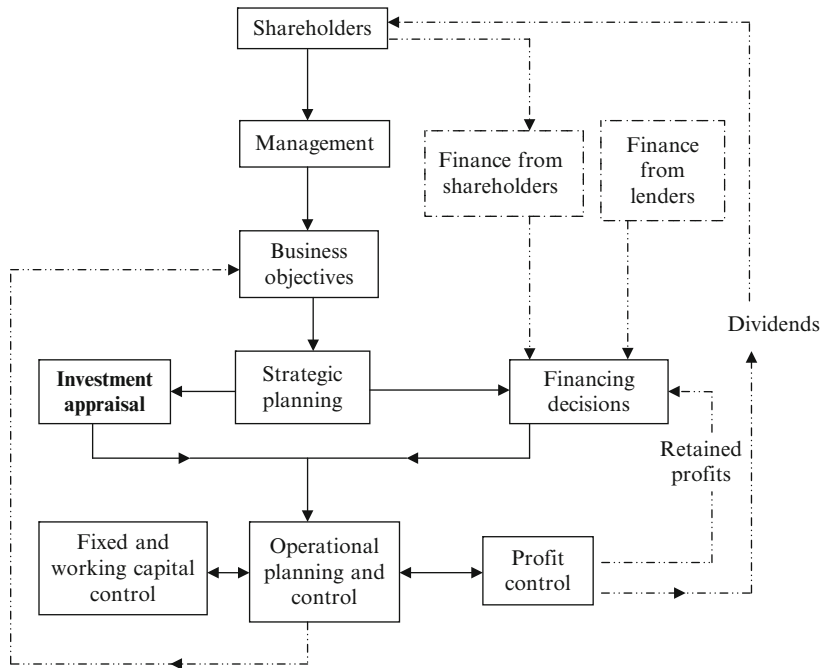 Shareholders
Management
Finance from
shareholders
Finance
from
lenders
Business
objectives
Dividends
Investment
appraisal
Strategic
planning
Financing
decisions
Retained
profits
Fixed and
working capital
control
Operational
planning and
control
Profit
control